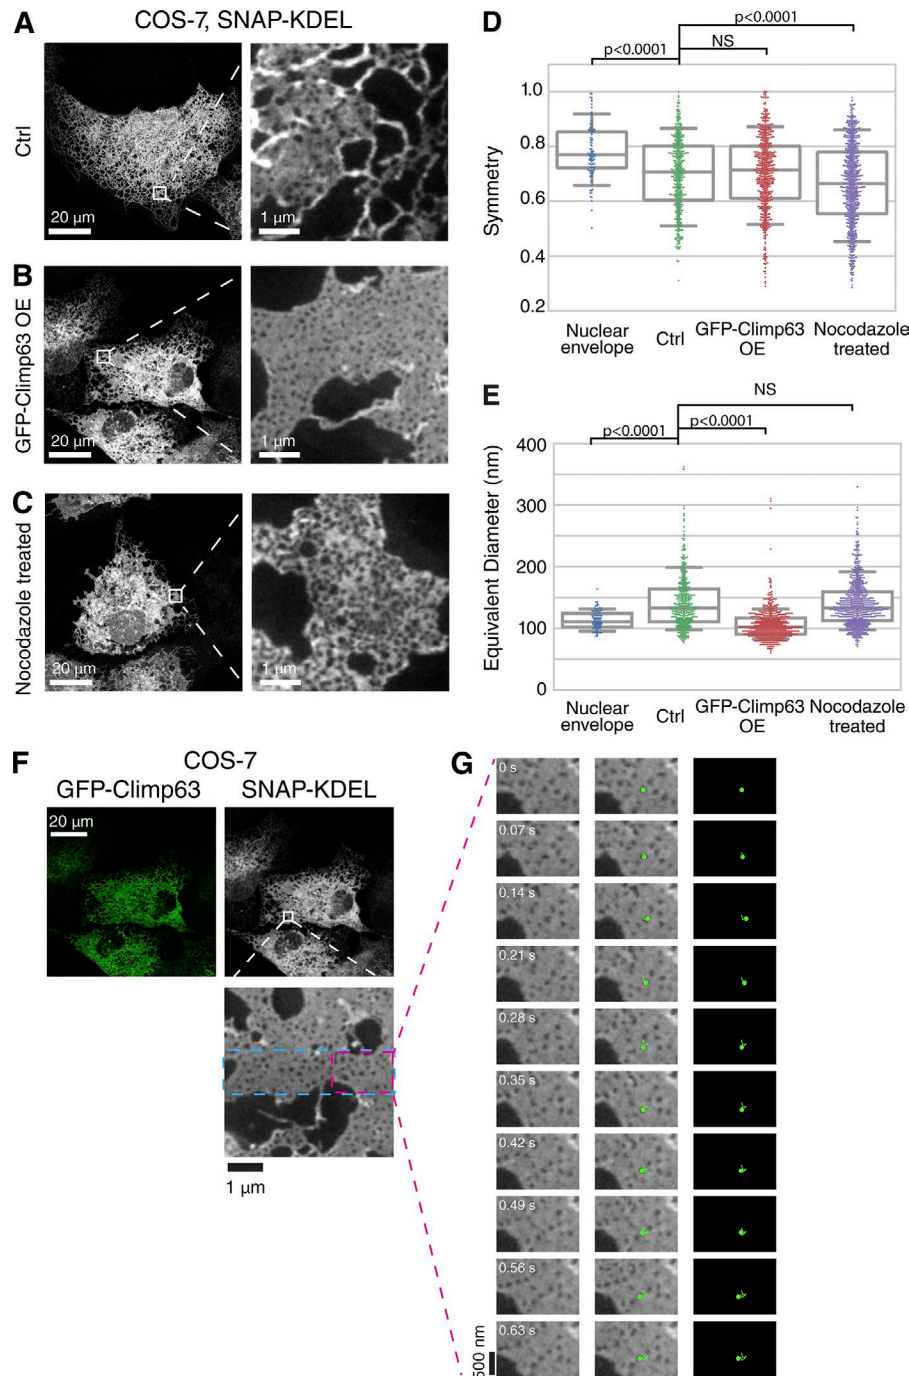 A
COS-7, SNAP-KDEL
Ctrl
20 µm
1 µm
B
GFP-Climp63 OE
20 µm
1 µm
C
Nocodazole treated
20 µm
1 µm
D
p<0.0001
NS
p<0.0001
Symmetry
1.0
0.8
0.6
0.4
0.2
Nuclear
envelope
Ctrl
GFP-Climp63
OE
Nocodazole
treated
E
NS
p<0.0001
p<0.0001
Equivalent Diameter (nm)
400
300
200
100
0
Nuclear
envelope
Ctrl
GFP-Climp63
OE
Nocodazole
treated
F
COS-7
GFP-Climp63
SNAP-KDEL
20 µm
1 µm
G
0 s
0.07 s
0.14 s
0.21 s
0.28 s
0.35 s
0.42 s
0.49 s
0.56 s
0.63 s
500 nm